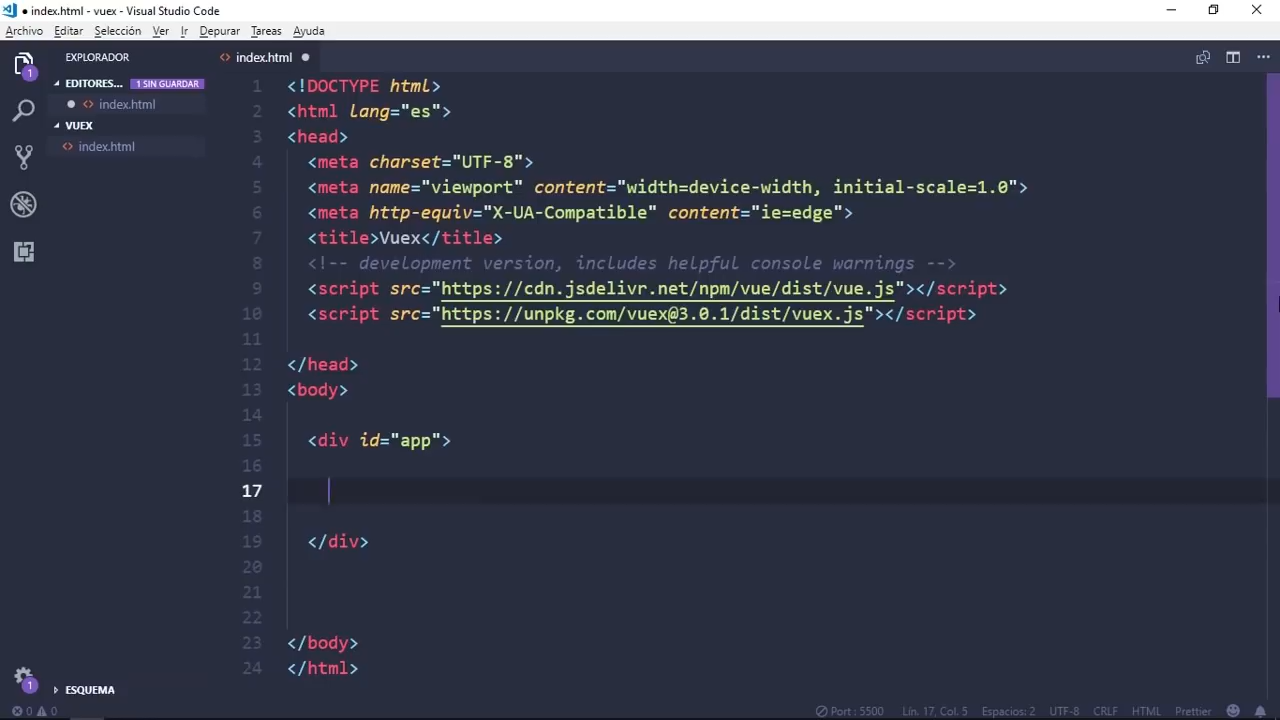 ● index.html - vuex - Visual Studio Code
Archivo Editar Selección Ver Ir Depurar Tareas Ayuda
EXPLORADOR
EDITORES... 1 SIN GUARDAR
● <> index.html
VUEX
<> index.html
ESQUEMA
1
1
<> index.html ●
1 <!DOCTYPE html>
2 <html lang="es">
3 <head>
4 <meta charset="UTF-8">
5 <meta name="viewport" content="width=device-width, initial-scale=1.0">
6 <meta http-equiv="X-UA-Compatible" content="ie=edge">
7 <title>Vuex</title>
8 <!-- development version, includes helpful console warnings -->
9 <script src="https://cdn.jsdelivr.net/npm/vue/dist/vue.js"></script>
10 <script src="https://unpkg.com/vuex@3.0.1/dist/vuex.js"></script>
11
12 </head>
13 <body>
14
15 <div id="app">
16
17
18
19 </div>
20
21
22
23 </body>
24 </html>
0 0 Port : 5500 Lín. 17, Col. 5 Espacios: 2 UTF-8 CRLF HTML Prettier